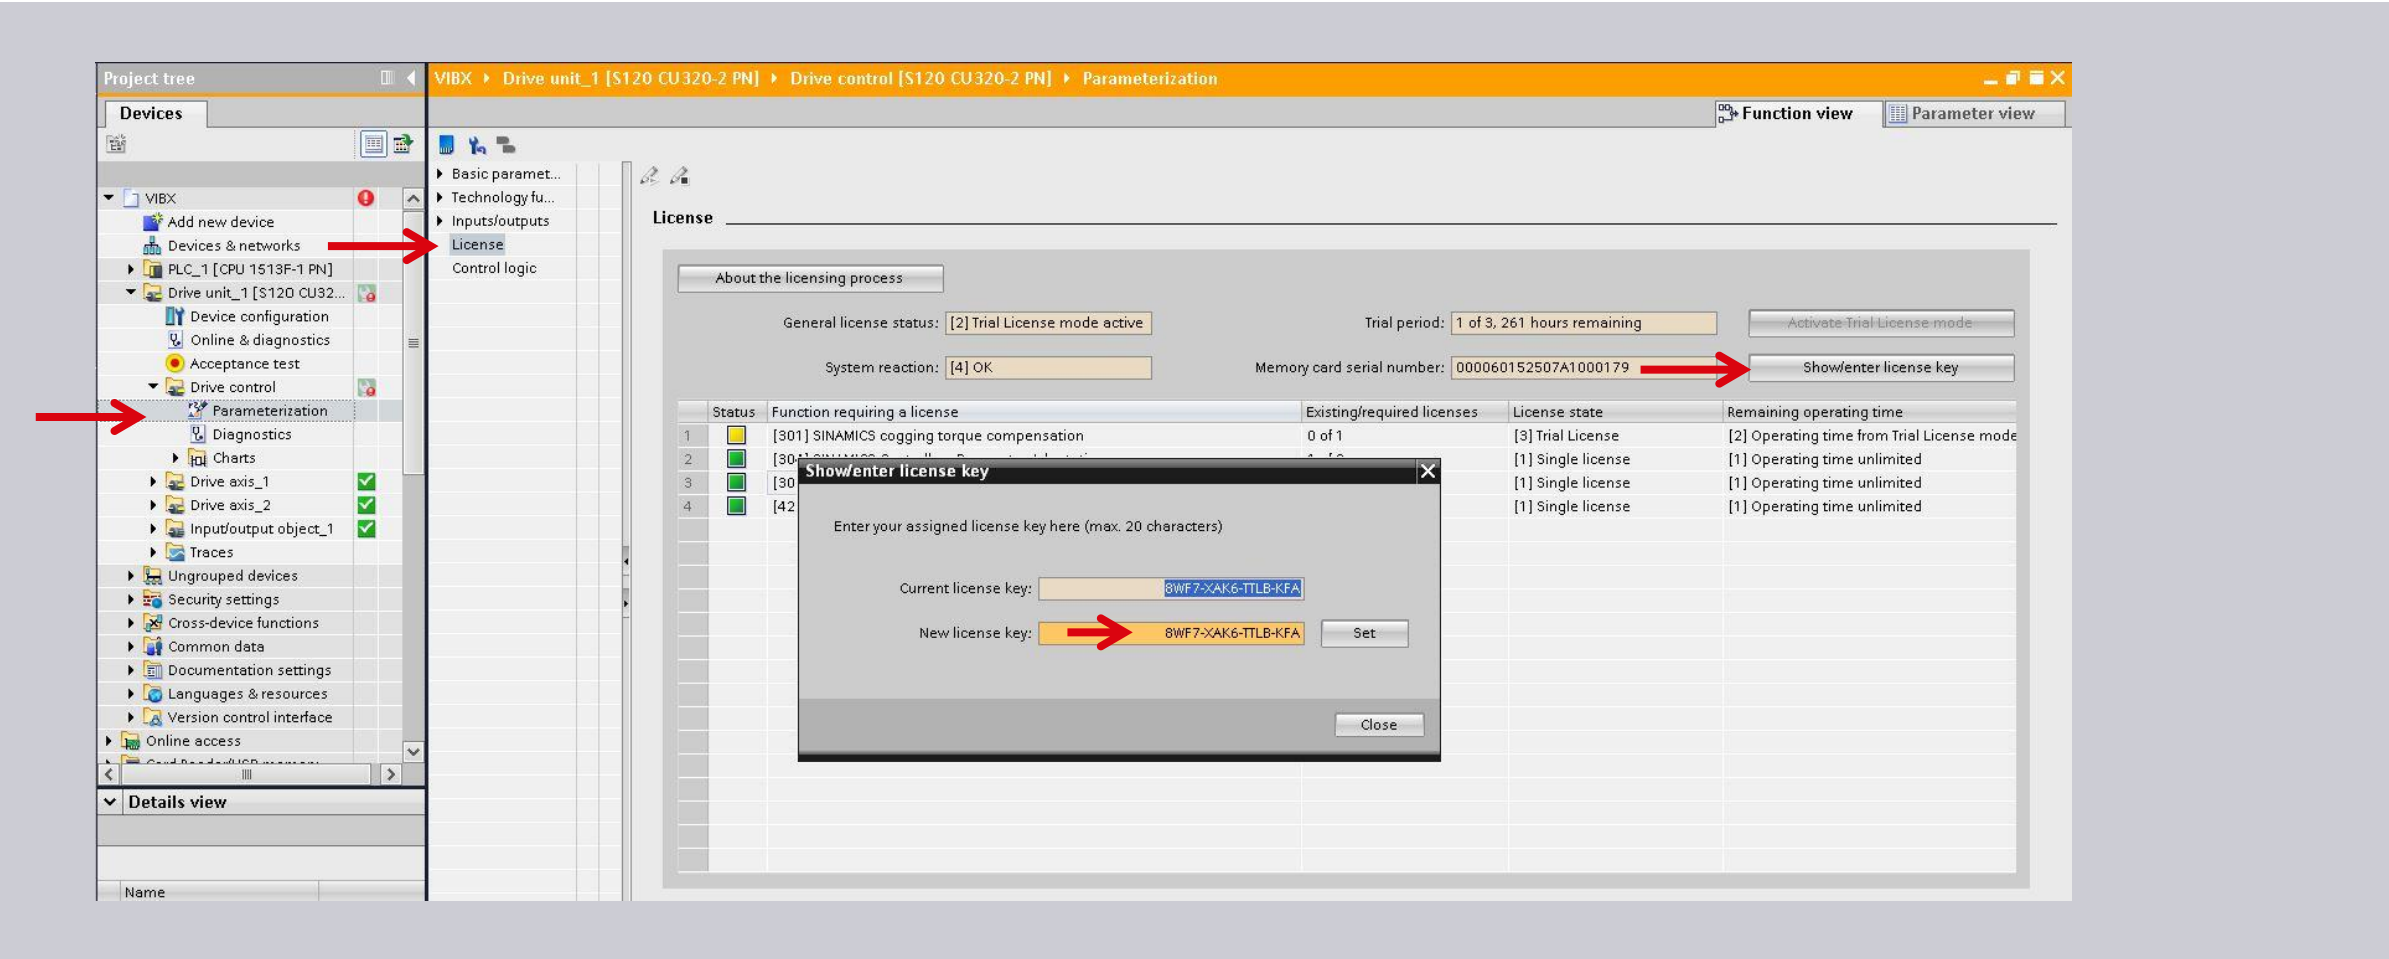 Project tree
VIBX ▸ Drive unit_1 [S120 CU320-2 PN] ▸ Drive control [S120 CU320-2 PN] ▸ Parameterization
Devices
Function view
Parameter view
VIBX
Add new device
Devices & networks
PLC_1 [CPU 1513F-1 PN]
Drive unit_1 [S120 CU32...
Device configuration
Online & diagnostics
Acceptance test
Drive control
Parameterization
Diagnostics
Charts
Drive axis_1
Drive axis_2
Input/output object_1
Traces
Ungrouped devices
Security settings
Cross-device functions
Common data
Documentation settings
Languages & resources
Version control interface
Online access
Details view
Name
Basic paramet...
Technology fu...
Inputs/outputs
License
Control logic
License
About the licensing process
General license status: [2] Trial License mode active
Trial period: 1 of 3, 261 hours remaining
Activate Trial License mode
System reaction: [4] OK
Memory card serial number: 000060152507A1000179
Show/enter license key
Status Function requiring a license Existing/required licenses License state Remaining operating time
1 [301] SINAMICS cogging torque compensation 0 of 1 [3] Trial License [2] Operating time from Trial License mode
2 [1] Single license [1] Operating time unlimited
3 [30 [1] Single license [1] Operating time unlimited
4 [42 [1] Single license [1] Operating time unlimited
Show/enter license key
Enter your assigned license key here (max. 20 characters)
Current license key: 8WF7-XAK6-TTLB-KFA
New license key: 8WF7-XAK6-TTLB-KFA Set
Close